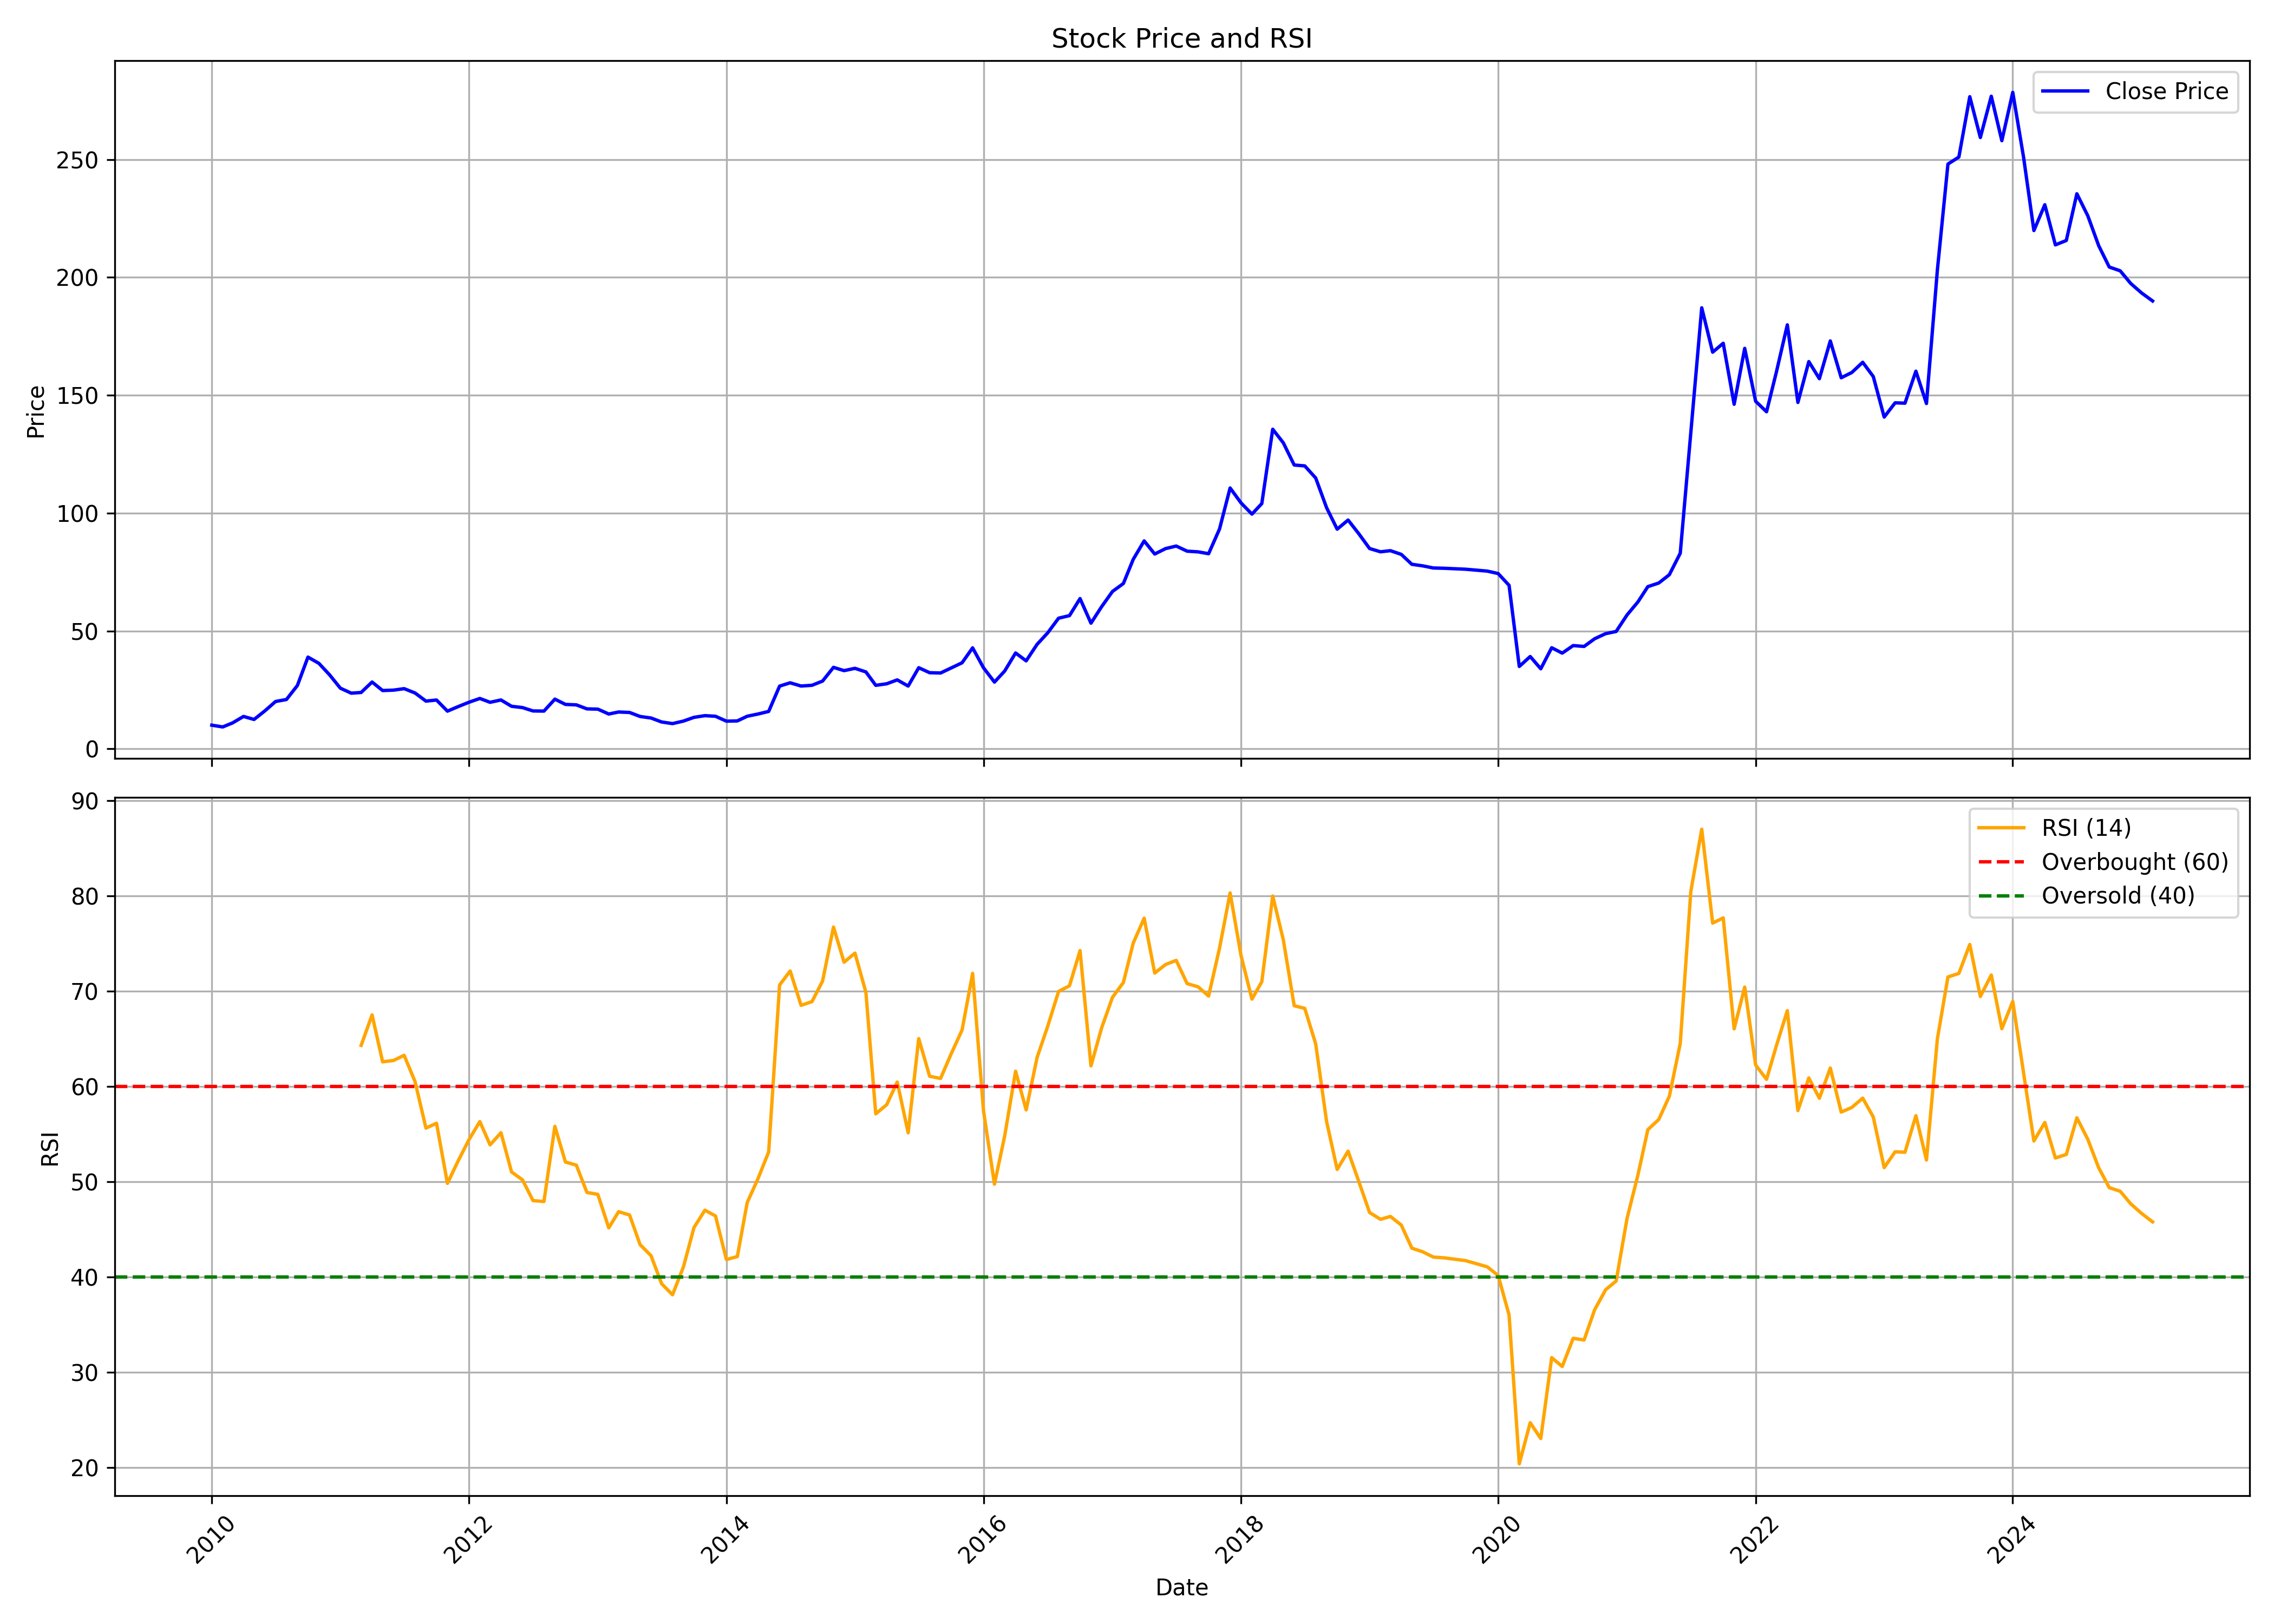 Stock Price and RSI
Close Price
250
200
150
100
50
0
Price
RSI (14)
Overbought (60)
Oversold (40)
90
80
70
60
50
40
30
20
RSI
2010
2012
2014
2016
2018
2020
2022
2024
Date